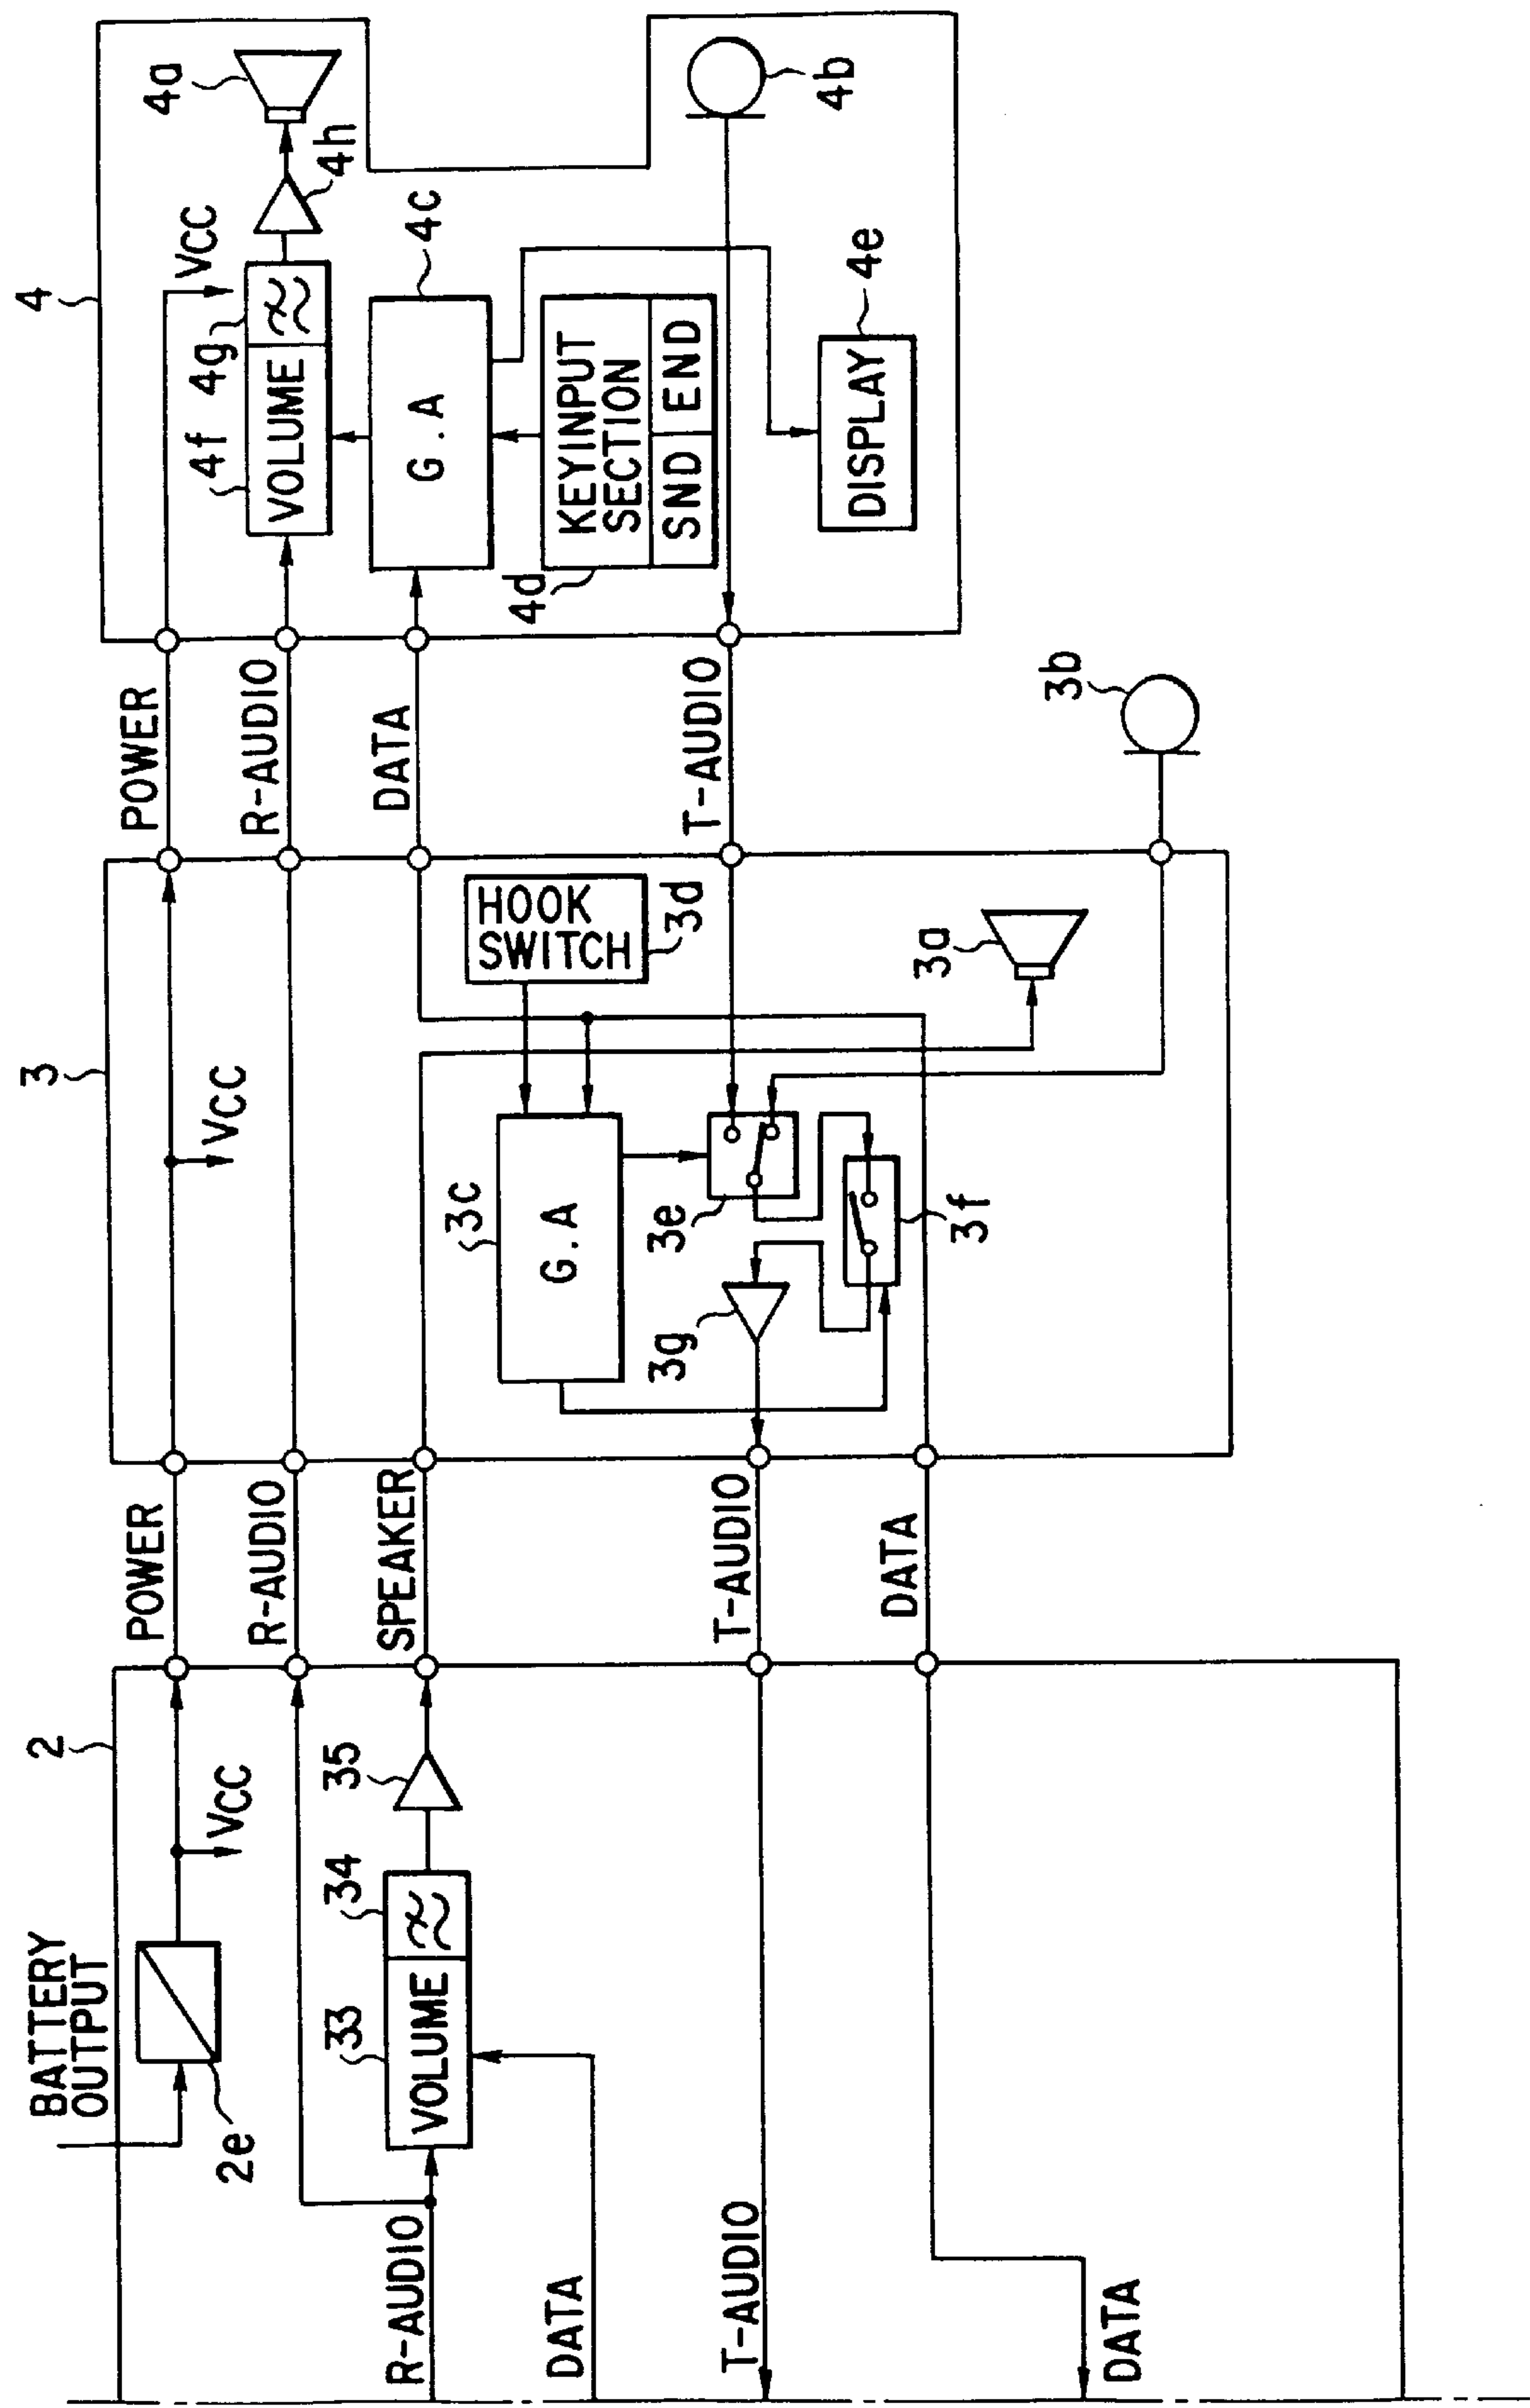 BATTERY
OUTPUT
2e
VCC
2
POWER
R-AUDIO
R-AUDIO
33
34
35
VOLUME
SPEAKER
DATA
T-AUDIO
T-AUDIO
DATA
DATA
3
VCC
3c
G.A
HOOK
SWITCH
3d
3e
3f
3g
3a
3b
POWER
R-AUDIO
DATA
T-AUDIO
4
VCC
4f
4g
VOLUME
4h
4a
4c
G.A
4d
KEYINPUT
SECTION
SND
END
4b
4e
DISPLAY